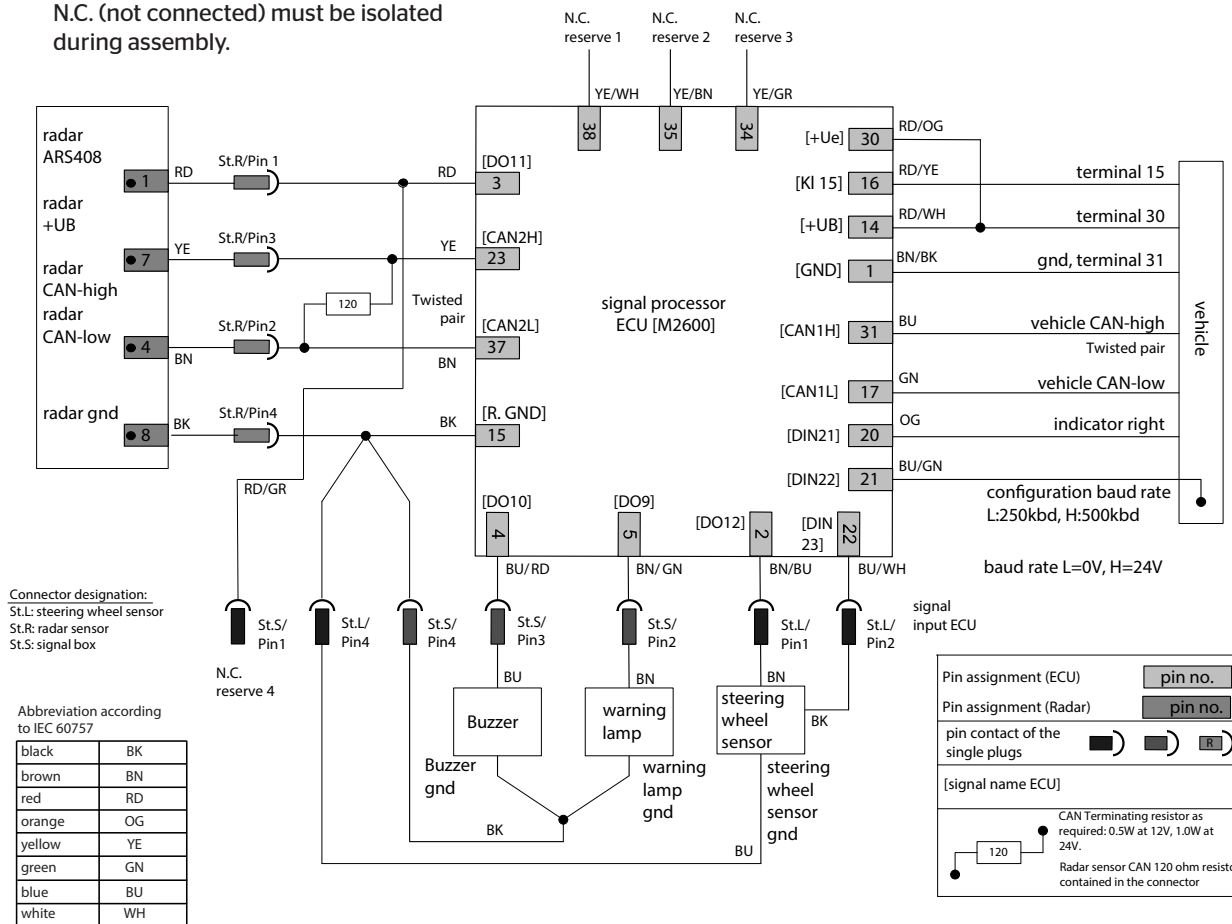 N.C. (not connected) must be isolated
during assembly.
N.C.
reserve 1
N.C.
reserve 2
N.C.
reserve 3
YE/WH
YE/BN
YE/GR
38
35
34
radar
ARS408
1
RD
St.R/Pin 1
RD
[DO11]
3
radar
+UB
7
YE
St.R/Pin3
YE
[CAN2H]
23
radar
CAN-high
radar
CAN-low
120
Twisted
pair
4
BN
St.R/Pin2
BN
[CAN2L]
37
radar gnd
8
BK
St.R/Pin4
BK
[R. GND]
15
RD/GR
signal processor
ECU [M2600]
[+Ue]
30
RD/OG
[Kl 15]
16
RD/YE
terminal 15
[+UB]
14
RD/WH
terminal 30
[GND]
1
BN/BK
gnd, terminal 31
[CAN1H]
31
BU
vehicle CAN-high
Twisted pair
[CAN1L]
17
GN
vehicle CAN-low
[DIN21]
20
OG
indicator right
[DIN22]
21
BU/GN
configuration baud rate
L:250kbd, H:500kbd
baud rate L=0V, H=24V
vehicle
[DO10]
4
BU/RD
[DO9]
5
BN/GN
[DO12]
2
BN/BU
[DIN
23]
22
BU/WH
Connector designation:
St.L: steering wheel sensor
St.R: radar sensor
St.S: signal box
St.S/
Pin1
N.C.
reserve 4
St.L/
Pin4
St.S/
Pin4
St.S/
Pin3
St.S/
Pin2
St.L/
Pin1
St.L/
Pin2
signal
input ECU
BU
BN
BN
BK
Buzzer
warning
lamp
steering
wheel
sensor
Buzzer
gnd
warning
lamp
gnd
steering
wheel
sensor
gnd
BK
BU
Abbreviation according
to IEC 60757
black BK
brown BN
red RD
orange OG
yellow YE
green GN
blue BU
white WH
Pin assignment (ECU) pin no.
Pin assignment (Radar) pin no.
pin contact of the
single plugs
R
[signal name ECU]
120
CAN Terminating resistor as
required: 0.5W at 12V, 1.0W at
24V.
Radar sensor CAN 120 ohm resisto
contained in the connector